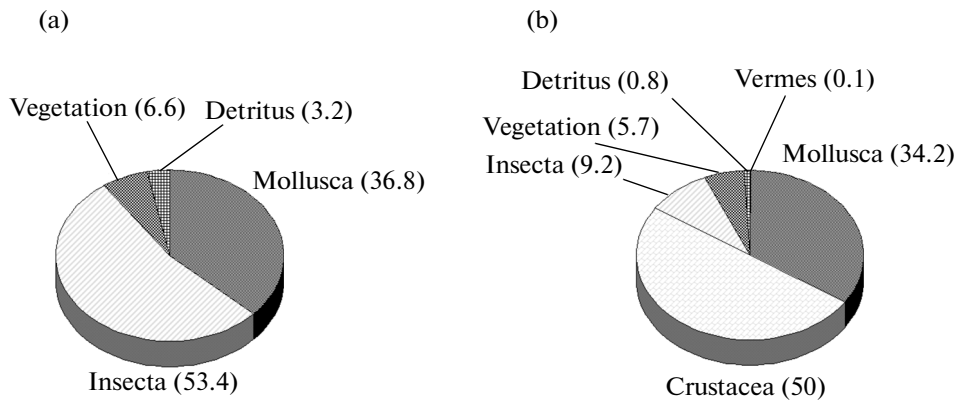 (a)
Vegetation (6.6)
Detritus (3.2)
Mollusca (36.8)
Insecta (53.4)
(b)
Detritus (0.8)
Vermes (0.1)
Vegetation (5.7)
Mollusca (34.2)
Insecta (9.2)
Crustacea (50)